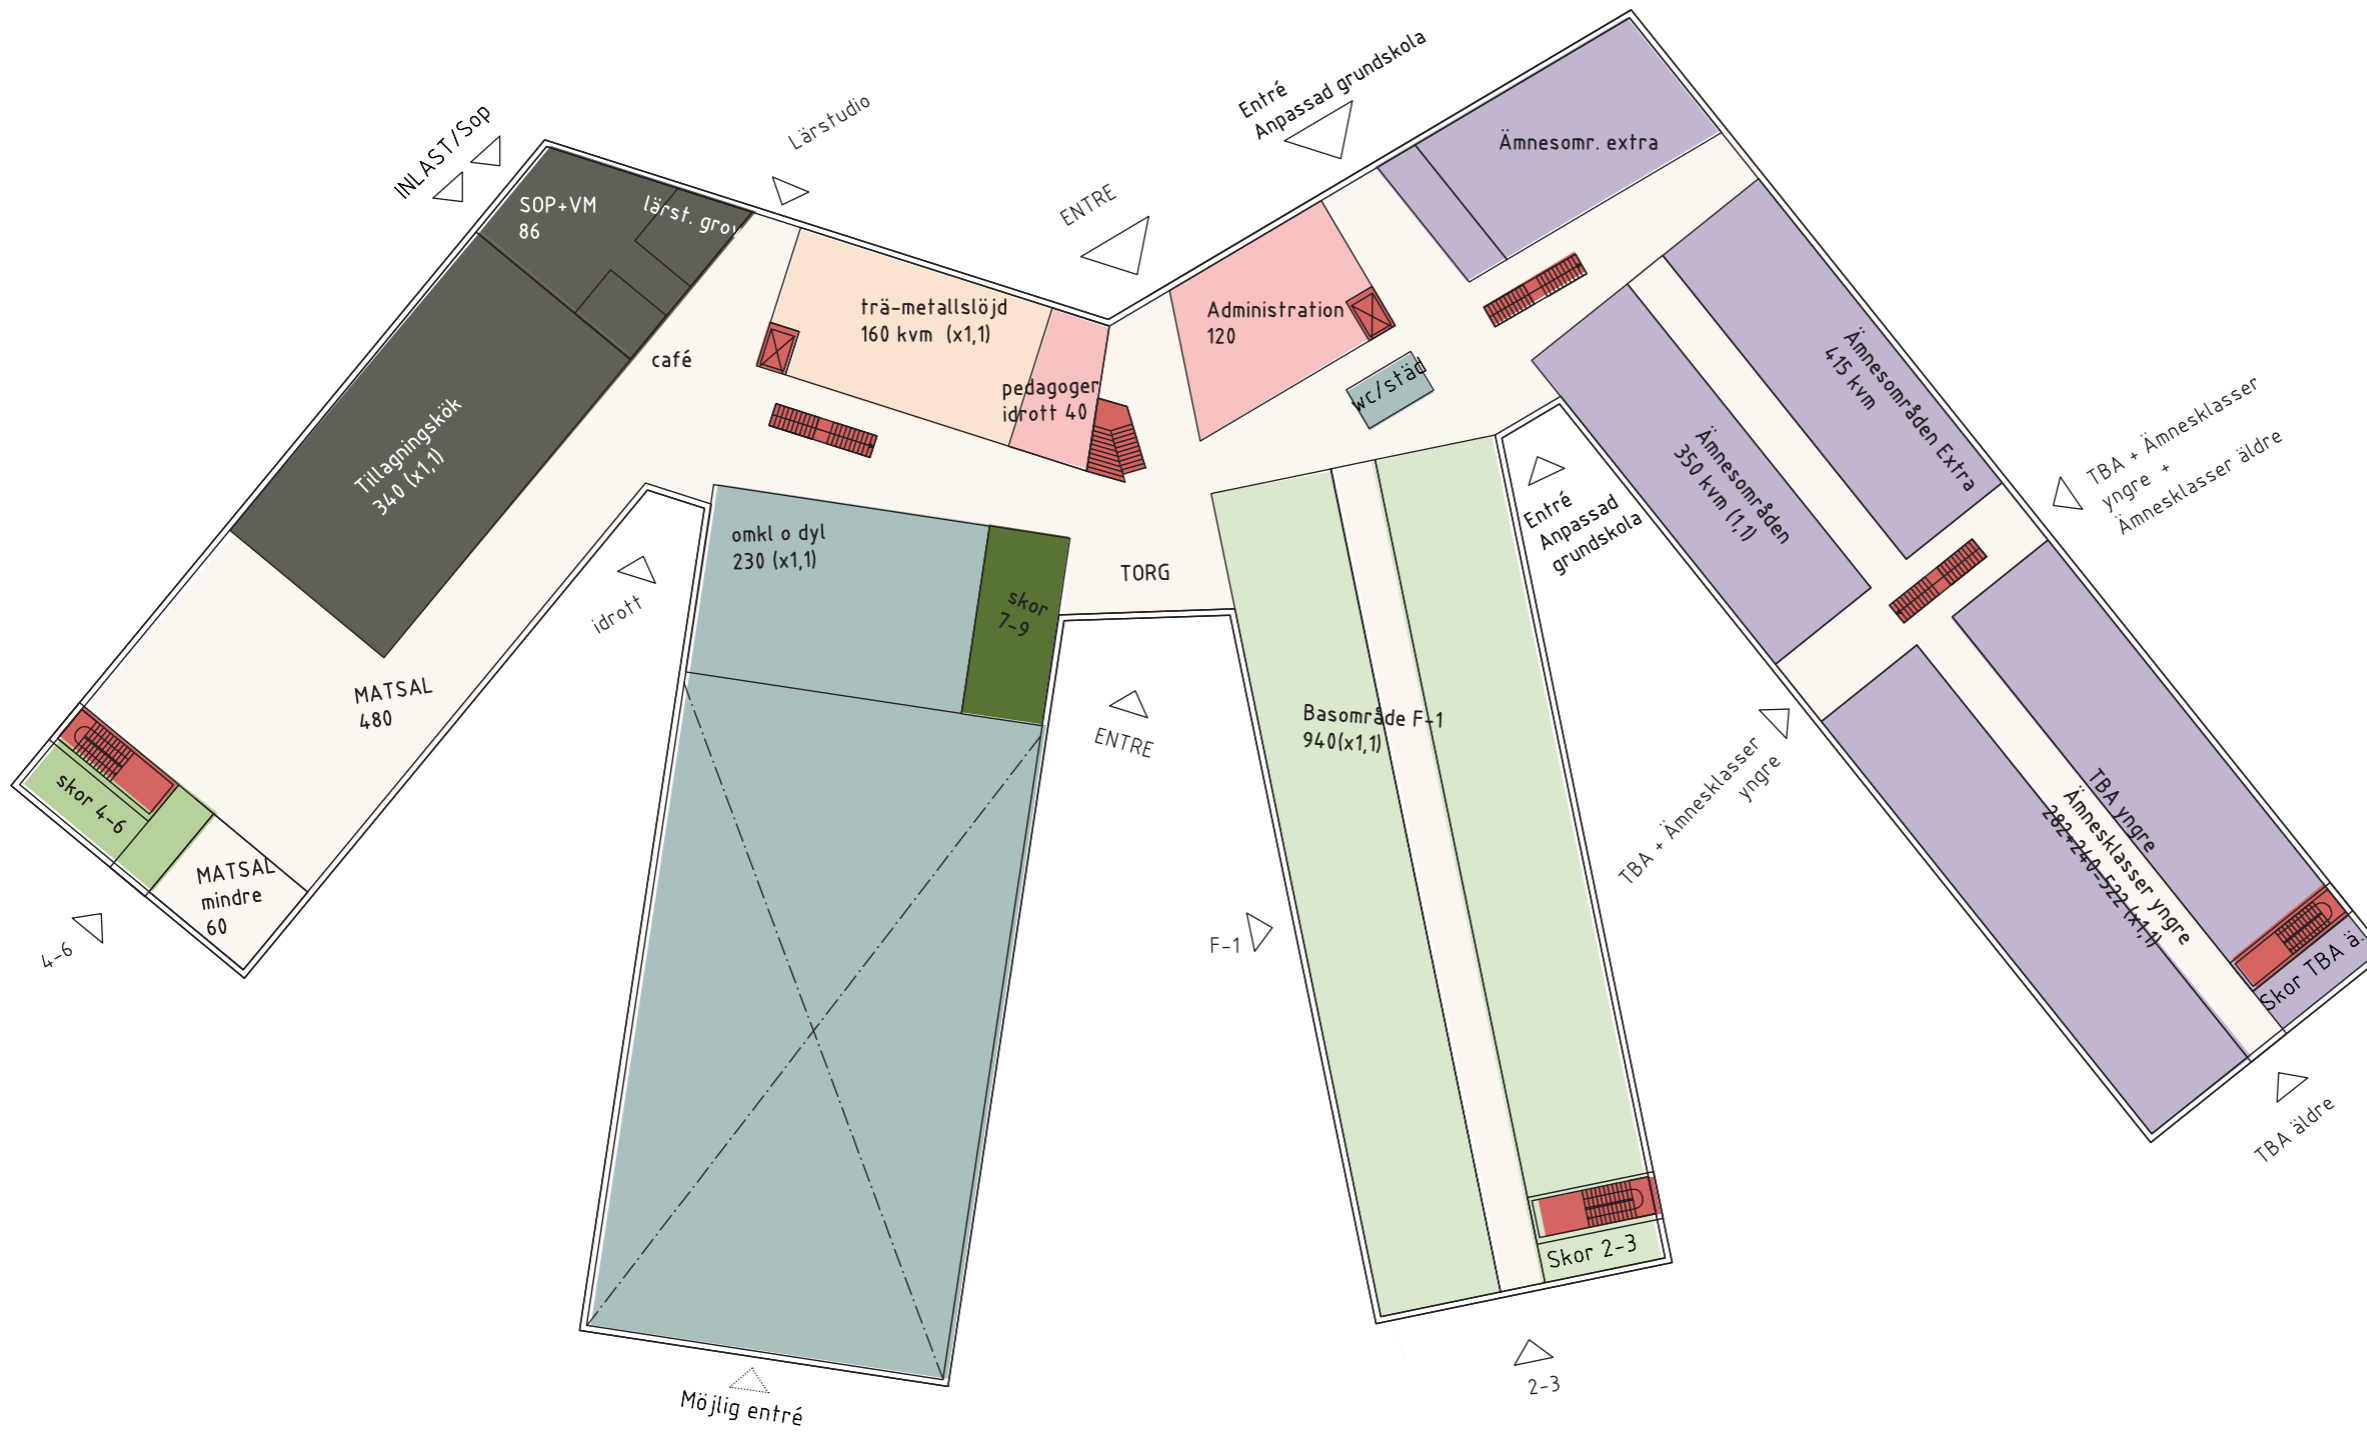 INLAST/Sop
Lärstudio
Entré
Anpassad grundskola
ENTRE
SOP+VM
86
lärst. gro
Ämnesomr. extra
trä-metallslöjd
160 kvm (x1,1)
Administration
120
café
pedagoger
idrott 40
wc/städ
Ämnesområden Extra
415 kvm
Tillagningskök
340 (x1,1)
Ämnesområden
350 kvm (1,1)
TBA + Ämnesklasser
yngre +
Ämnesklasser äldre
Entré
Anpassad
grundskola
omkl o dyl
230 (x1,1)
TORG
idrott
skor
7-9
MATSAL
480
ENTRE
Basområde F-1
940(x1,1)
TBA + Ämnesklasser
yngre
skor 4-6
MATSAL
mindre
60
4-6
TBA yngre
Ämnesklasser yngre
282+240=522 (x1,1)
F-1
Skor TBA ä.
TBA äldre
Skor 2-3
2-3
Möjlig entré